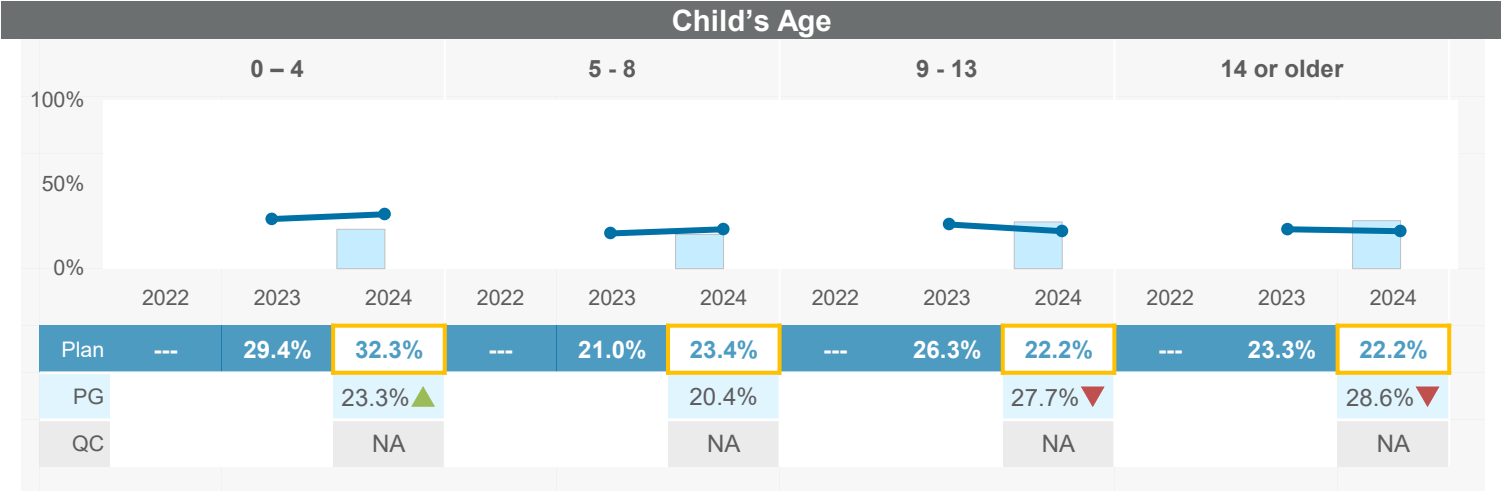 Child’s Age
0 – 4 5 - 8 9 - 13 14 or older
100%
50%
0%
2022 2023 2024 2022 2023 2024 2022 2023 2024 2022 2023 2024
Plan --- 29.4% 32.3% --- 21.0% 23.4% --- 26.3% 22.2% --- 23.3% 22.2%
PG 23.3% 20.4% 27.7% 28.6%
QC NA NA NA NA